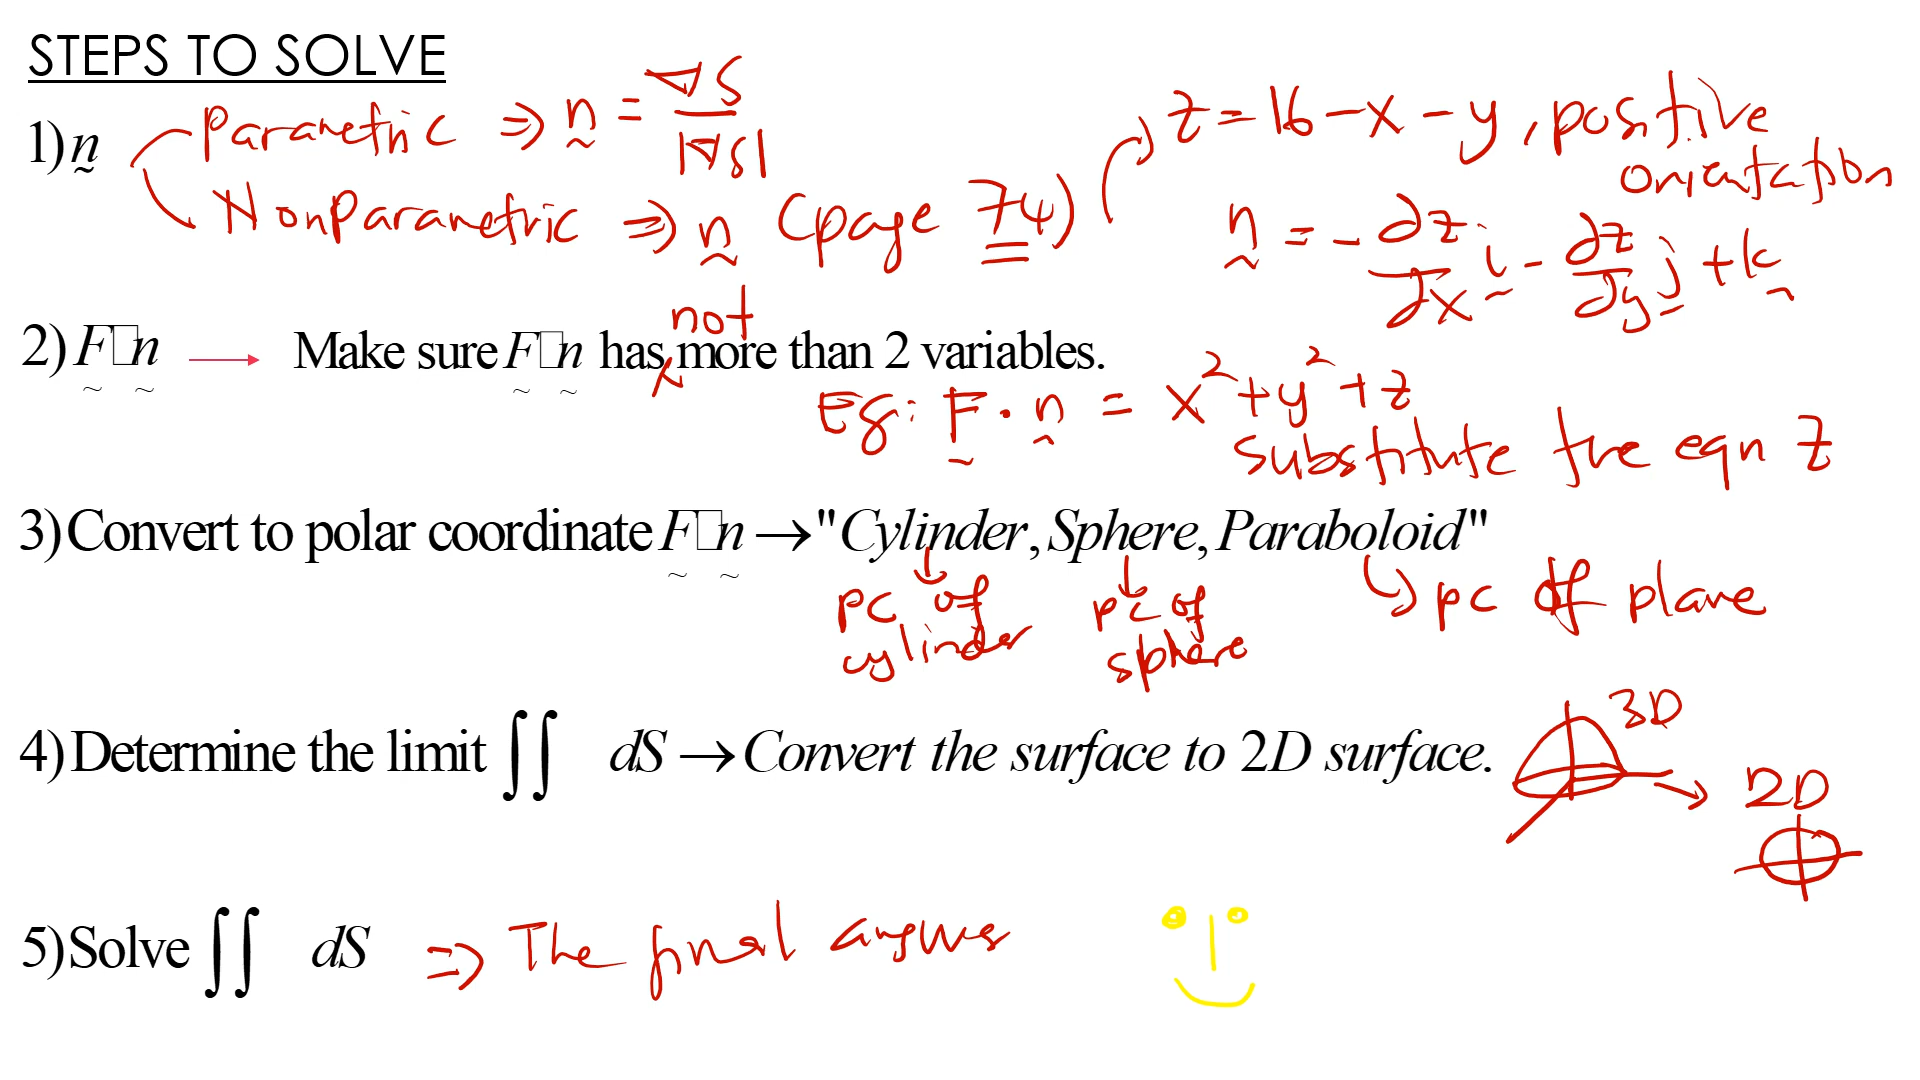 STEPS TO SOLVE
1) n
Parametric ⇒ n = ∇S / |∇S|
NonParametric ⇒ n (page 74)
z = 16 - x - y, positive
orientation
n = - ∂z/∂x i - ∂z/∂y j + k
2) F□n → Make sure F□n has not more than 2 variables.
Eg: F · n = x² + y² + z
substitute the eqn z
3) Convert to polar coordinate F□n → "Cylinder, Sphere, Paraboloid"
pc of
cylinder
pc of
sphere
pc of plane
4) Determine the limit ∬ dS → Convert the surface to 2D surface.
3D
2D
5) Solve ∬ dS ⇒ The final answer